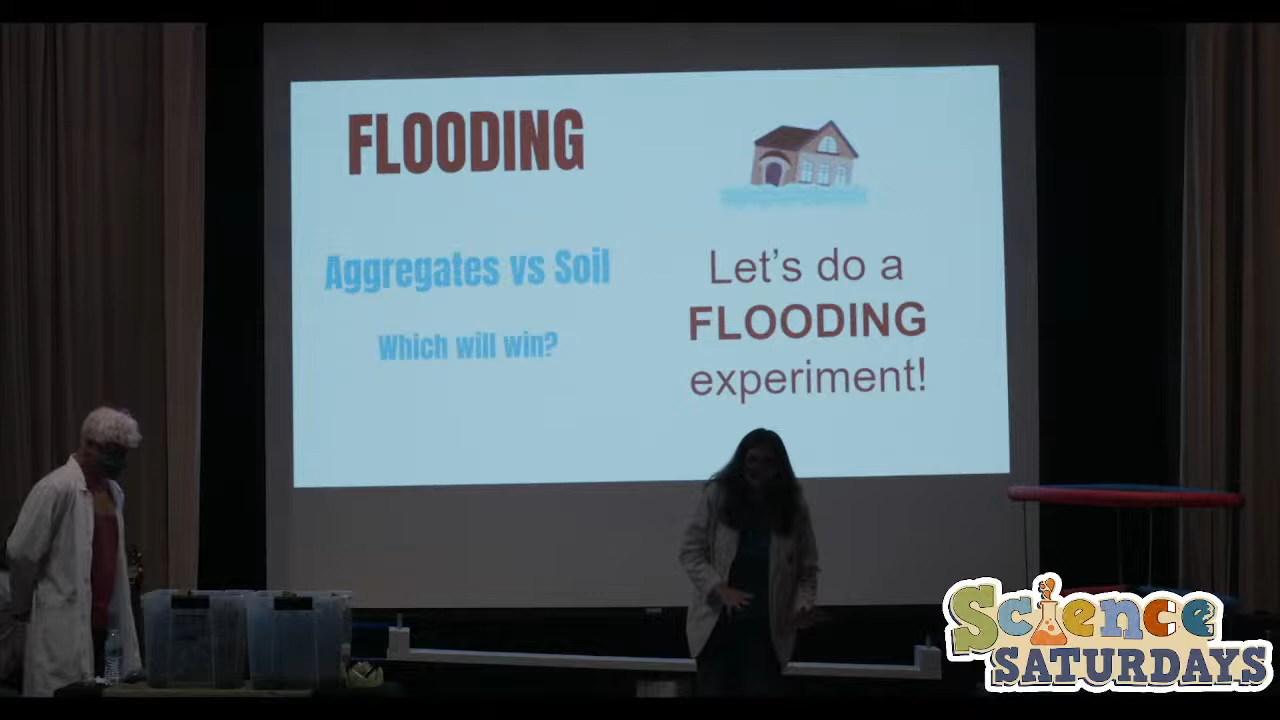 FLOODING
Aggregates vs Soil
Which will win?
Let's do a
FLOODING
experiment!
Science
SATURDAYS